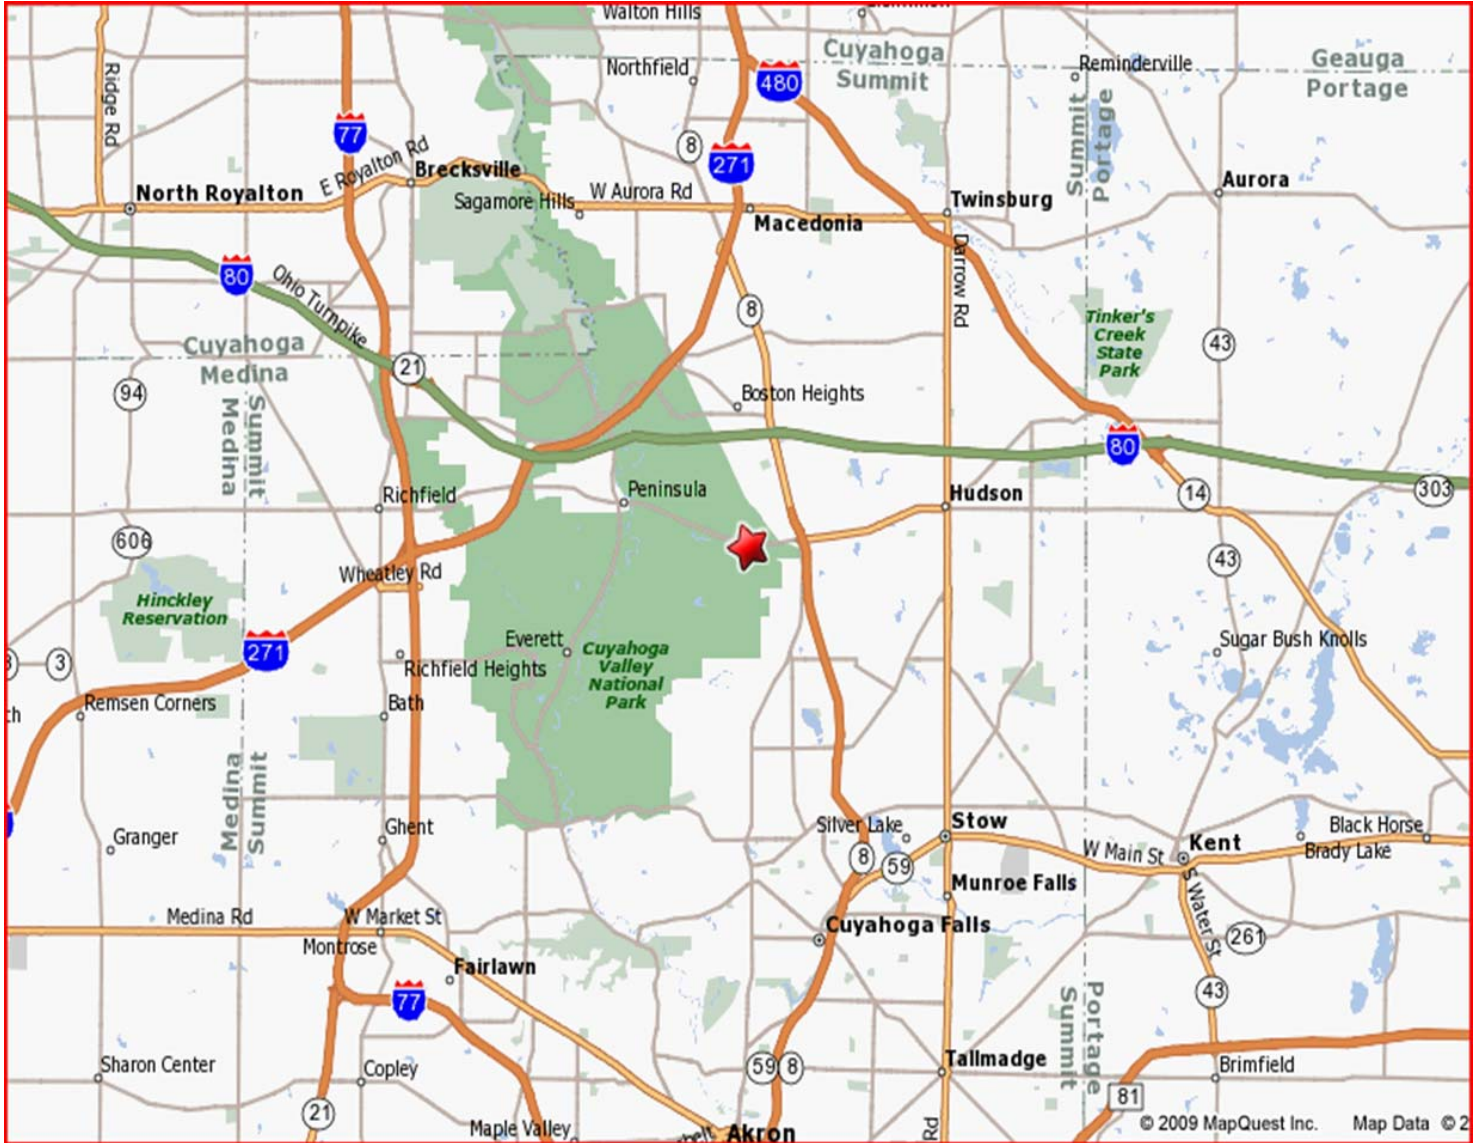 Walton Hills
Cuyahoga
Summit
Geauga
Portage
Northfield
480
Reminderville
Ridge Rd
77
8
271
Summit
Portage
E Royalton Rd
Brecksville
North Royalton
Sagamore Hills
W Aurora Rd
Macedonia
Twinsburg
Aurora
80
Ohio Turnpike
8
Darrow Rd
Tinker's
Creek
State
Park
43
Cuyahoga
Medina
21
94
Medina
Summit
Boston Heights
80
Richfield
Peninsula
Hudson
14
303
606
43
Wheatley Rd
Hinckley
Reservation
271
3
Everett
Cuyahoga
Valley
National
Park
Richfield Heights
Sugar Bush Knolls
Remsen Corners
Bath
Medina
Summit
Granger
Ghent
Silver Lake
Stow
8
59
W Main St
Kent
Black Horse
Brady Lake
Munroe Falls
S Water St
Medina Rd
W Market St
Montrose
Cuyahoga Falls
261
Fairlawn
77
43
Summit
Portage
Sharon Center
Copley
59
8
Tallmadge
Brimfield
21
81
Maple Valley
Akron
Rd
© 2009 MapQuest Inc.
Map Data © 2